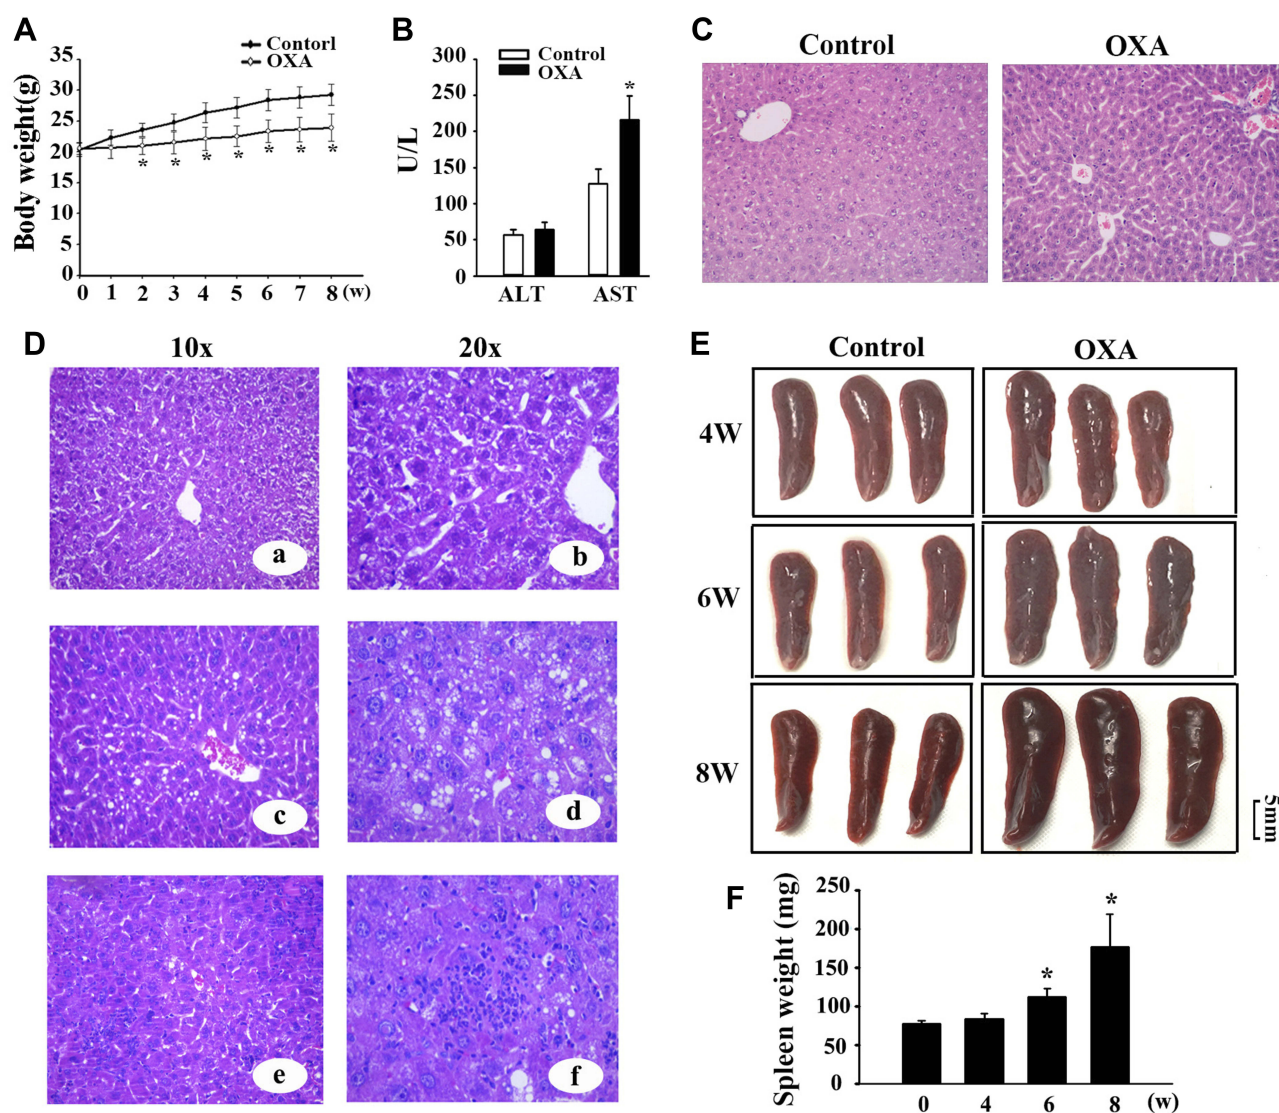 A
Contorl
OXA
Body weight(g)
35
30
25
20
15
10
5
0
0 1 2 3 4 5 6 7 8 (w)
* * * * * * *
B
Control
OXA
U/L
300
250
200
150
100
50
0
*
ALT AST
C
Control OXA
D
10x 20x
a b
c d
e f
E
Control OXA
4W
6W
8W
5mm
F
Spleen weight (mg)
250
200
150
100
50
0
* *
0 4 6 8 (w)